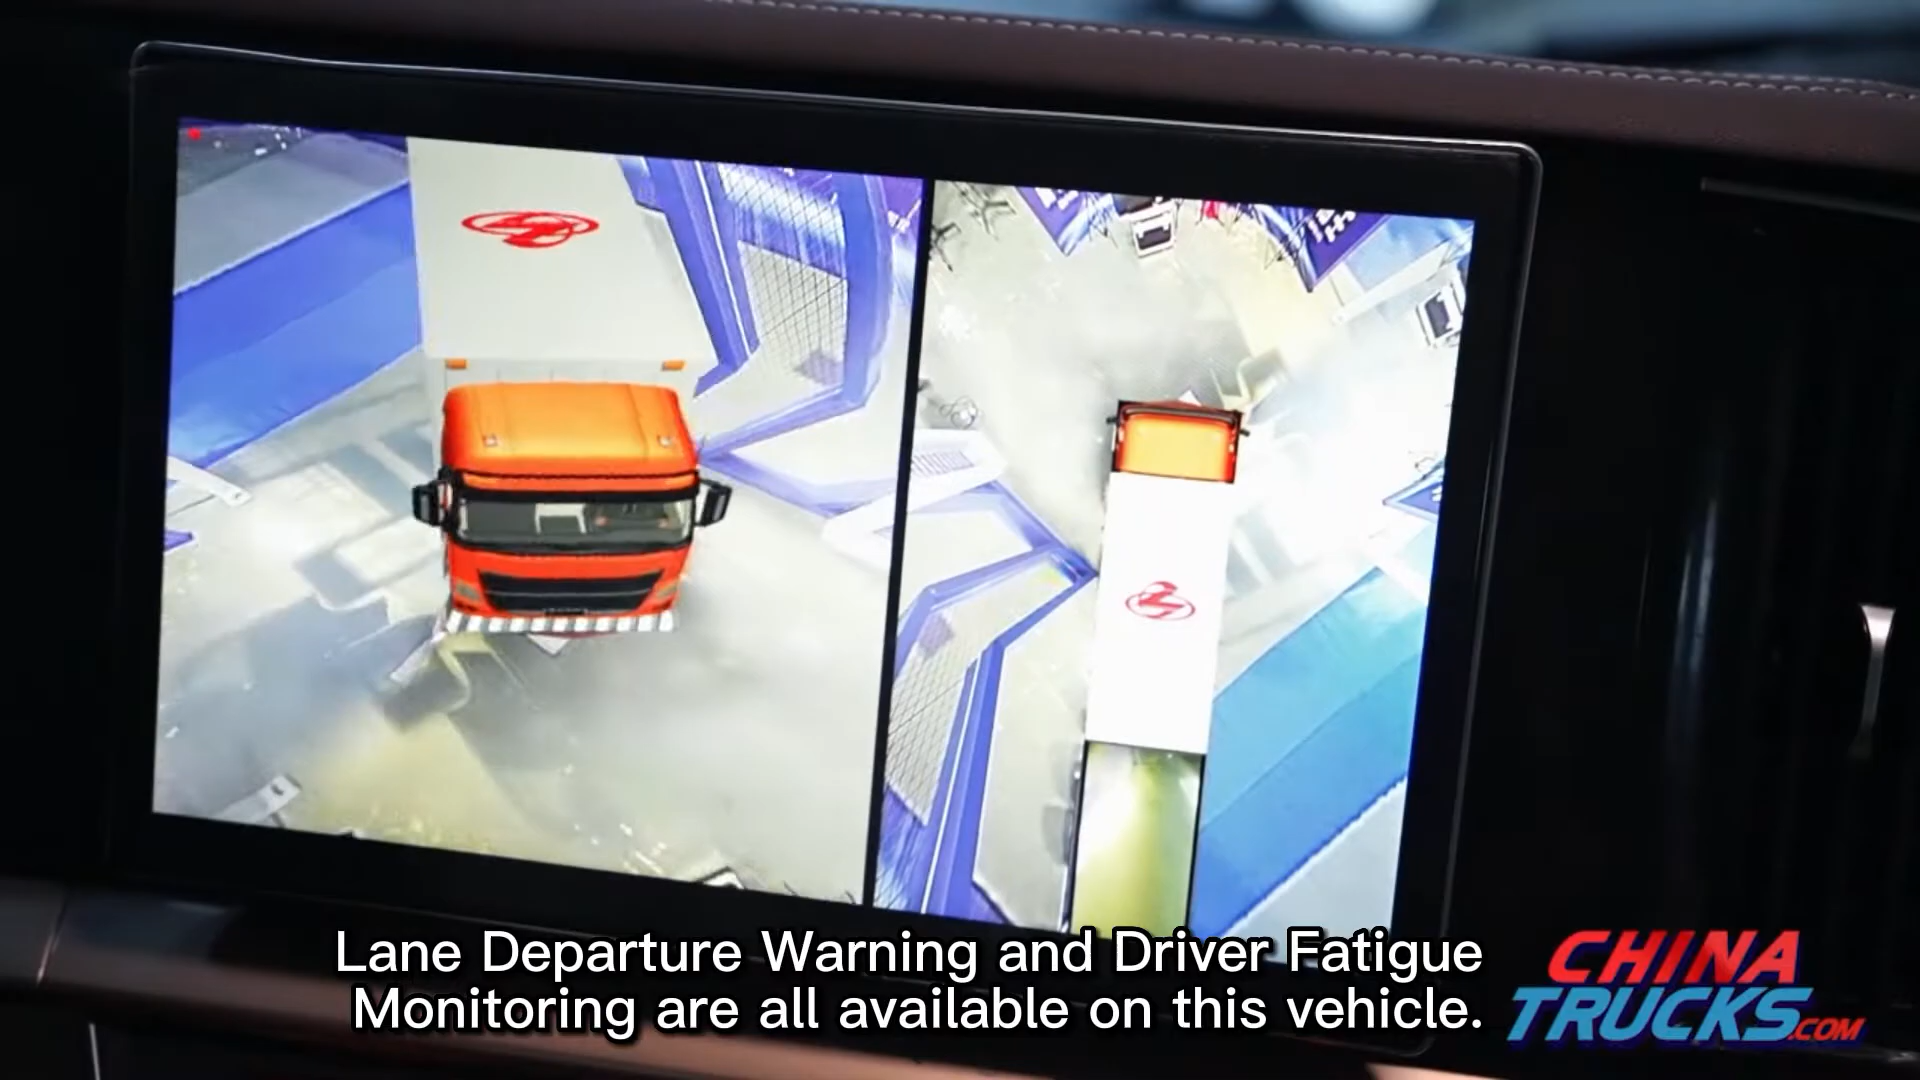 Lane Departure Warning and Driver Fatigue
Monitoring are all available on this vehicle.
CHINA
TRUCKS.COM